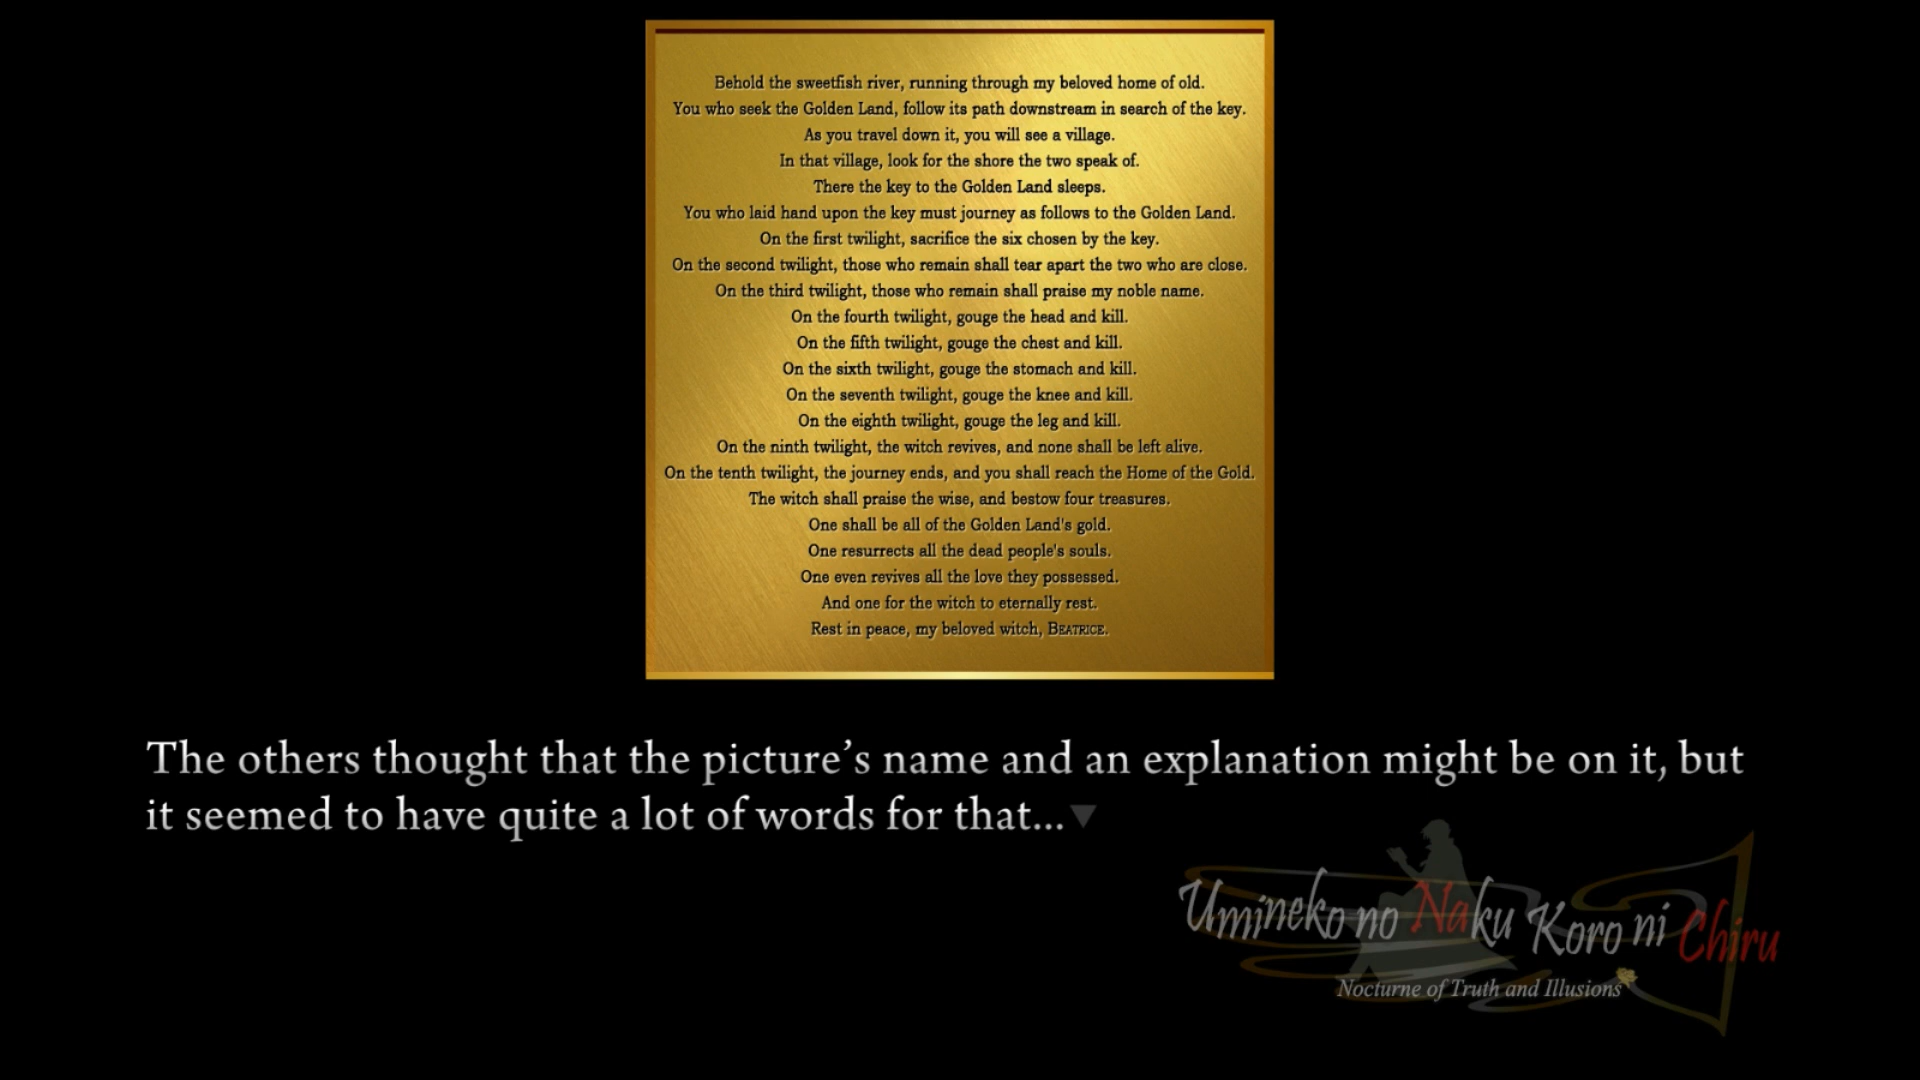 Behold the sweetfish river, running through my beloved home of old.
You who seek the Golden Land, follow its path downstream in search of the key.
As you travel down it, you will see a village.
In that village, look for the shore the two speak of.
There the key to the Golden Land sleeps.
You who laid hand upon the key must journey as follows to the Golden Land.
On the first twilight, sacrifice the six chosen by the key.
On the second twilight, those who remain shall tear apart the two who are close.
On the third twilight, those who remain shall praise my noble name.
On the fourth twilight, gouge the head and kill.
On the fifth twilight, gouge the chest and kill.
On the sixth twilight, gouge the stomach and kill.
On the seventh twilight, gouge the knee and kill.
On the eighth twilight, gouge the leg and kill.
On the ninth twilight, the witch revives, and none shall be left alive.
On the tenth twilight, the journey ends, and you shall reach the Home of the Gold.
The witch shall praise the wise, and bestow four treasures.
One shall be all of the Golden Land's gold.
One resurrects all the dead people's souls.
One even revives all the love they possessed.
And one for the witch to eternally rest.
Rest in peace, my beloved witch, BEATRICE.
The others thought that the picture’s name and an explanation might be on it, but
it seemed to have quite a lot of words for that...
Umineko no Naku Koro ni Chiru
Nocturne of Truth and Illusions